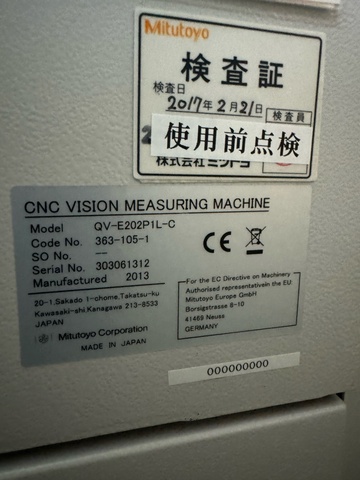 Mitutoyo
検査証
検査日
2017年2月21日
検査員
2
使用前点検
株式会社ミツトヨ
CNC VISION MEASURING MACHINE
Model QV-E202P1L-C
Code No. 363-105-1
SO No. ---
Serial No. 303061312
Manufactured 2013
20-1, Sakado 1-chome, Takatsu-ku
Kawasaki-shi, Kanagawa 213-8533
JAPAN
Mitutoyo Corporation
MADE IN JAPAN
CE
For the EC Directive on Machinery
Authorised representativein the EU
Mitutoyo Europe GmbH
Borsigstrasse 8-10
41469 Neuss
GERMANY
000000000